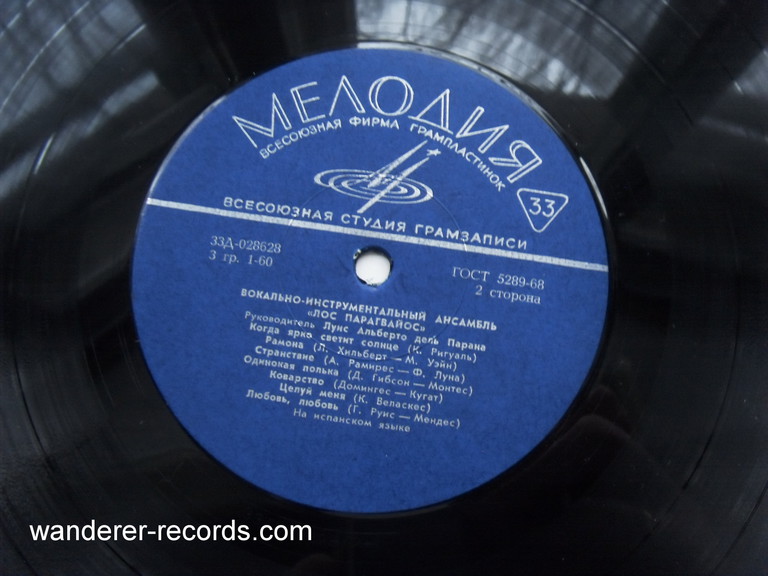 МЕЛОДИЯ
ВСЕСОЮЗНАЯ ФИРМА ГРАМПЛАСТИНОК
33
ВСЕСОЮЗНАЯ СТУДИЯ ГРАМЗАПИСИ
33Д-028628
3 гр. 1-60
ГОСТ 5289-68
2 сторона
ВОКАЛЬНО-ИНСТРУМЕНТАЛЬНЫЙ АНСАМБЛЬ
«ЛОС ПАРАГВАЙОС»
Руководитель Луис Альберто дель Парана
Когда ярко светит солнце (К. Ригуаль)
Рамона (Л. Хильберт — М. Уэйн)
Странствие (А. Рамирес — Ф. Луна)
Одинокая полька (Д. Гибсон — Монтес)
Коварство (Домингес — Кугат)
Целуй меня (К. Веласкес)
Любовь, любовь (Г. Руис — Мендес)
На испанском языке
wanderer-records.com